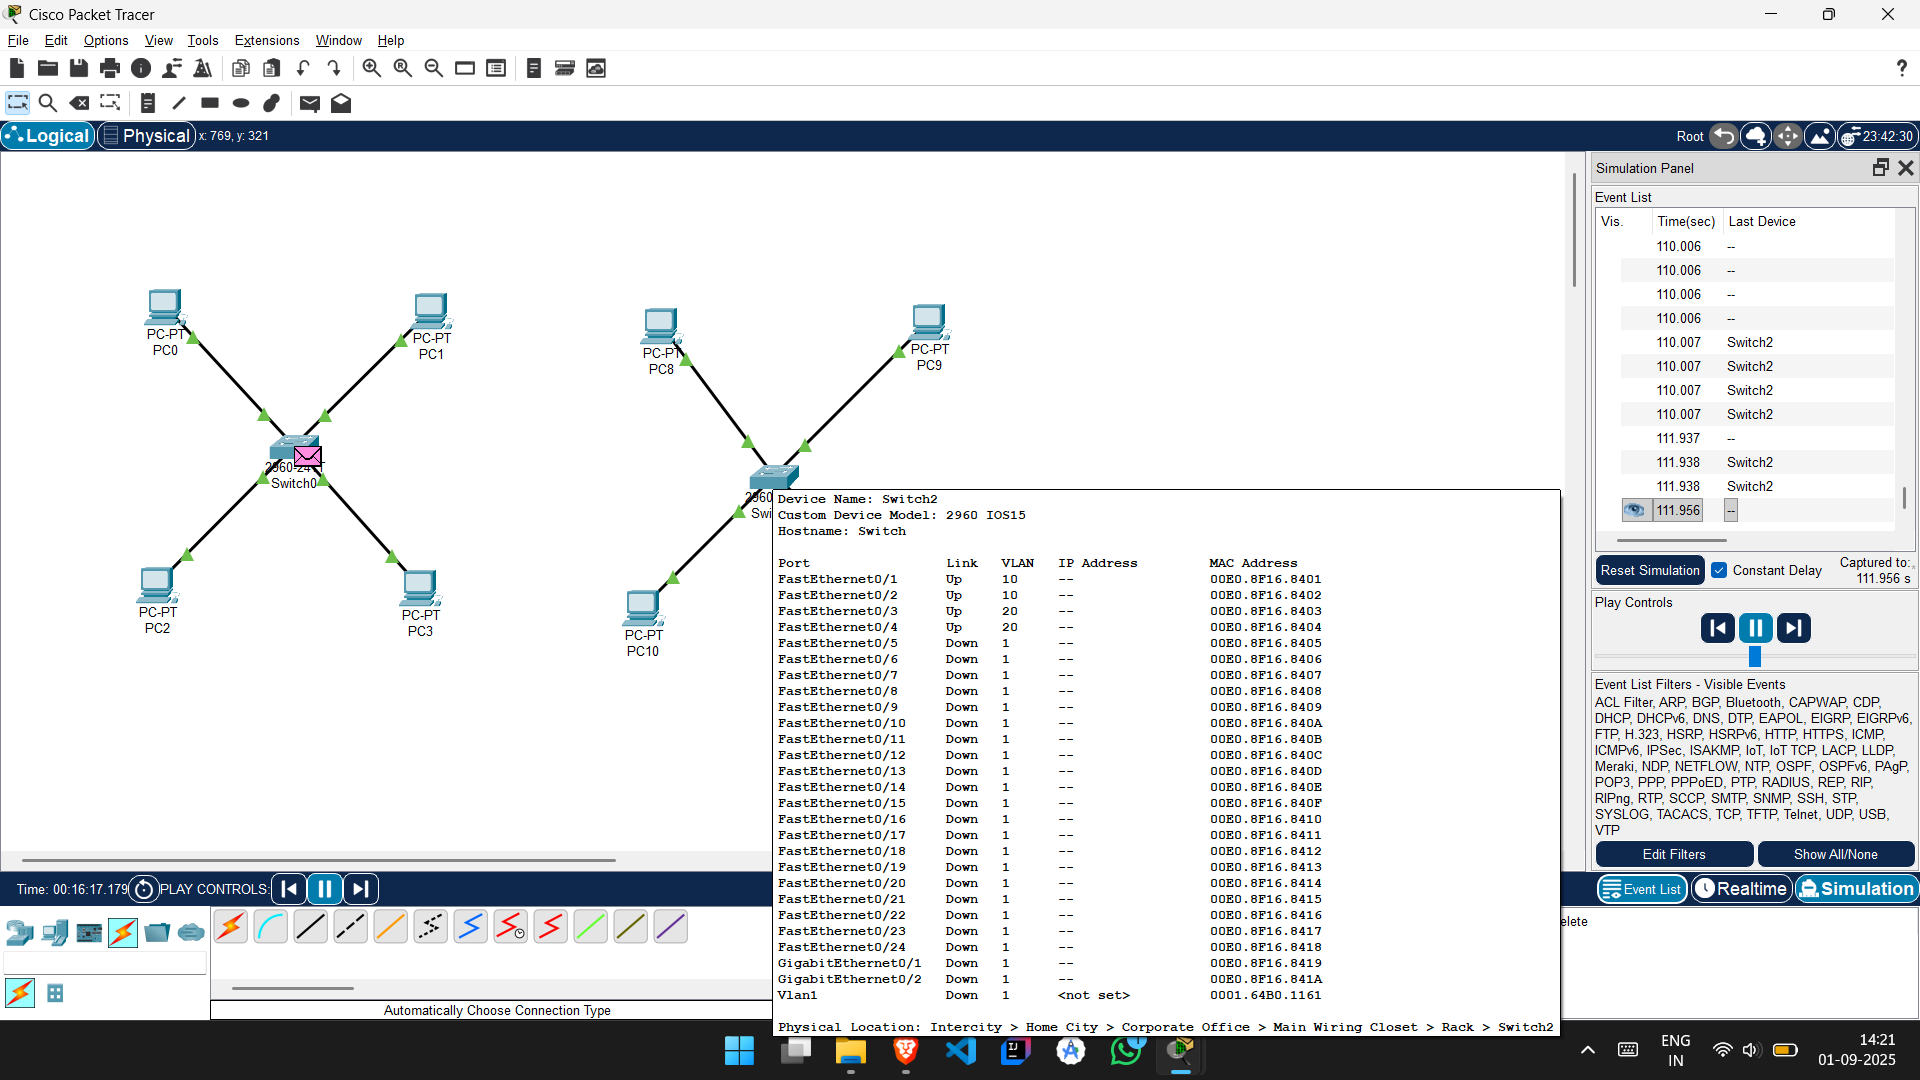 Cisco Packet Tracer
File Edit Options View Tools Extensions Window Help
Logical Physical x: 769, y: 321
Root 23:42:30
PC-PT
PC0
PC-PT
PC1
2960-24TT
Switch0
PC-PT
PC2
PC-PT
PC3
PC-PT
PC8
PC-PT
PC9
2960
Swi
PC-PT
PC10
Device Name: Switch2
Custom Device Model: 2960 IOS15
Hostname: Switch
Port Link VLAN IP Address MAC Address
FastEthernet0/1 Up 10 -- 00E0.8F16.8401
FastEthernet0/2 Up 10 -- 00E0.8F16.8402
FastEthernet0/3 Up 20 -- 00E0.8F16.8403
FastEthernet0/4 Up 20 -- 00E0.8F16.8404
FastEthernet0/5 Down 1 -- 00E0.8F16.8405
FastEthernet0/6 Down 1 -- 00E0.8F16.8406
FastEthernet0/7 Down 1 -- 00E0.8F16.8407
FastEthernet0/8 Down 1 -- 00E0.8F16.8408
FastEthernet0/9 Down 1 -- 00E0.8F16.8409
FastEthernet0/10 Down 1 -- 00E0.8F16.840A
FastEthernet0/11 Down 1 -- 00E0.8F16.840B
FastEthernet0/12 Down 1 -- 00E0.8F16.840C
FastEthernet0/13 Down 1 -- 00E0.8F16.840D
FastEthernet0/14 Down 1 -- 00E0.8F16.840E
FastEthernet0/15 Down 1 -- 00E0.8F16.840F
FastEthernet0/16 Down 1 -- 00E0.8F16.8410
FastEthernet0/17 Down 1 -- 00E0.8F16.8411
FastEthernet0/18 Down 1 -- 00E0.8F16.8412
FastEthernet0/19 Down 1 -- 00E0.8F16.8413
FastEthernet0/20 Down 1 -- 00E0.8F16.8414
FastEthernet0/21 Down 1 -- 00E0.8F16.8415
FastEthernet0/22 Down 1 -- 00E0.8F16.8416
FastEthernet0/23 Down 1 -- 00E0.8F16.8417
FastEthernet0/24 Down 1 -- 00E0.8F16.8418
GigabitEthernet0/1 Down 1 -- 00E0.8F16.8419
GigabitEthernet0/2 Down 1 -- 00E0.8F16.841A
Vlan1 Down 1 <not set> 0001.64B0.1161
Physical Location: Intercity > Home City > Corporate Office > Main Wiring Closet > Rack > Switch2
Simulation Panel
Event List
Vis. Time(sec) Last Device
110.006 --
110.006 --
110.006 --
110.006 --
110.007 Switch2
110.007 Switch2
110.007 Switch2
110.007 Switch2
111.937 --
111.938 Switch2
111.938 Switch2
111.956 --
Reset Simulation Constant Delay Captured to:
111.956 s
Play Controls
Event List Filters - Visible Events
ACL Filter, ARP, BGP, Bluetooth, CAPWAP, CDP,
DHCP, DHCPv6, DNS, DTP, EAPOL, EIGRP, EIGRPv6,
FTP, H.323, HSRP, HSRPv6, HTTP, HTTPS, ICMP,
ICMPv6, IPSec, ISAKMP, IoT, IoT TCP, LACP, LLDP,
Meraki, NDP, NETFLOW, NTP, OSPF, OSPFv6, PAgP,
POP3, PPP, PPPoED, PTP, RADIUS, REP, RIP,
RIPng, RTP, SCCP, SMTP, SNMP, SSH, STP,
SYSLOG, TACACS, TCP, TFTP, Telnet, UDP, USB,
VTP
Edit Filters Show All/None
Time: 00:16:17.179 PLAY CONTROLS:
Event List Realtime Simulation
elete
Automatically Choose Connection Type
ENG
IN
14:21
01-09-2025